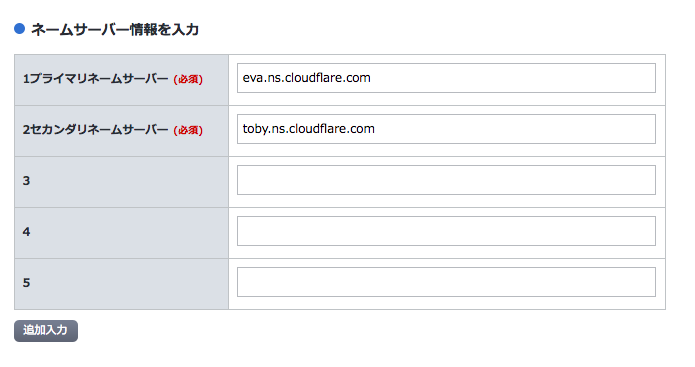 ネームサーバー情報を入力
1プライマリネームサーバー (必須)
eva.ns.cloudflare.com
2セカンダリネームサーバー (必須)
toby.ns.cloudflare.com
3
4
5
追加入力